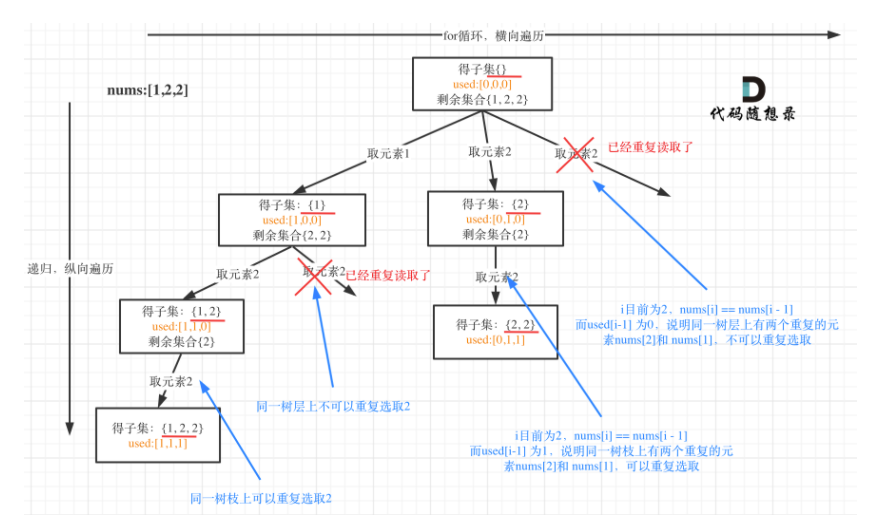 for循环，横向遍历
nums:[1,2,2]
得子集{}
used:[0,0,0]
剩余集合{1, 2, 2}
代码随想录
取元素1
取元素2
取元素2
已经重复读取了
得子集：{1}
used:[1,0,0]
剩余集合{2, 2}
得子集：{2}
used:[0,1,0]
剩余集合{2}
递归，纵向遍历
取元素2
取元素2
已经重复读取了
取元素2
得子集：{1, 2}
used:[1,1,0]
剩余集合{2}
得子集：{2, 2}
used:[0,1,1]
i目前为2，nums[i] == nums[i - 1]
而used[i-1] 为0，说明同一树层上有两个重复的元
素nums[2]和 nums[1]，不可以重复选取
取元素2
同一树层上不可以重复选取2
得子集：{1, 2, 2}
used:[1,1,1]
i目前为2，nums[i] == nums[i - 1]
而used[i-1] 为1，说明同一树枝上有两个重复的元
素nums[2]和 nums[1]，可以重复选取
同一树枝上可以重复选取2